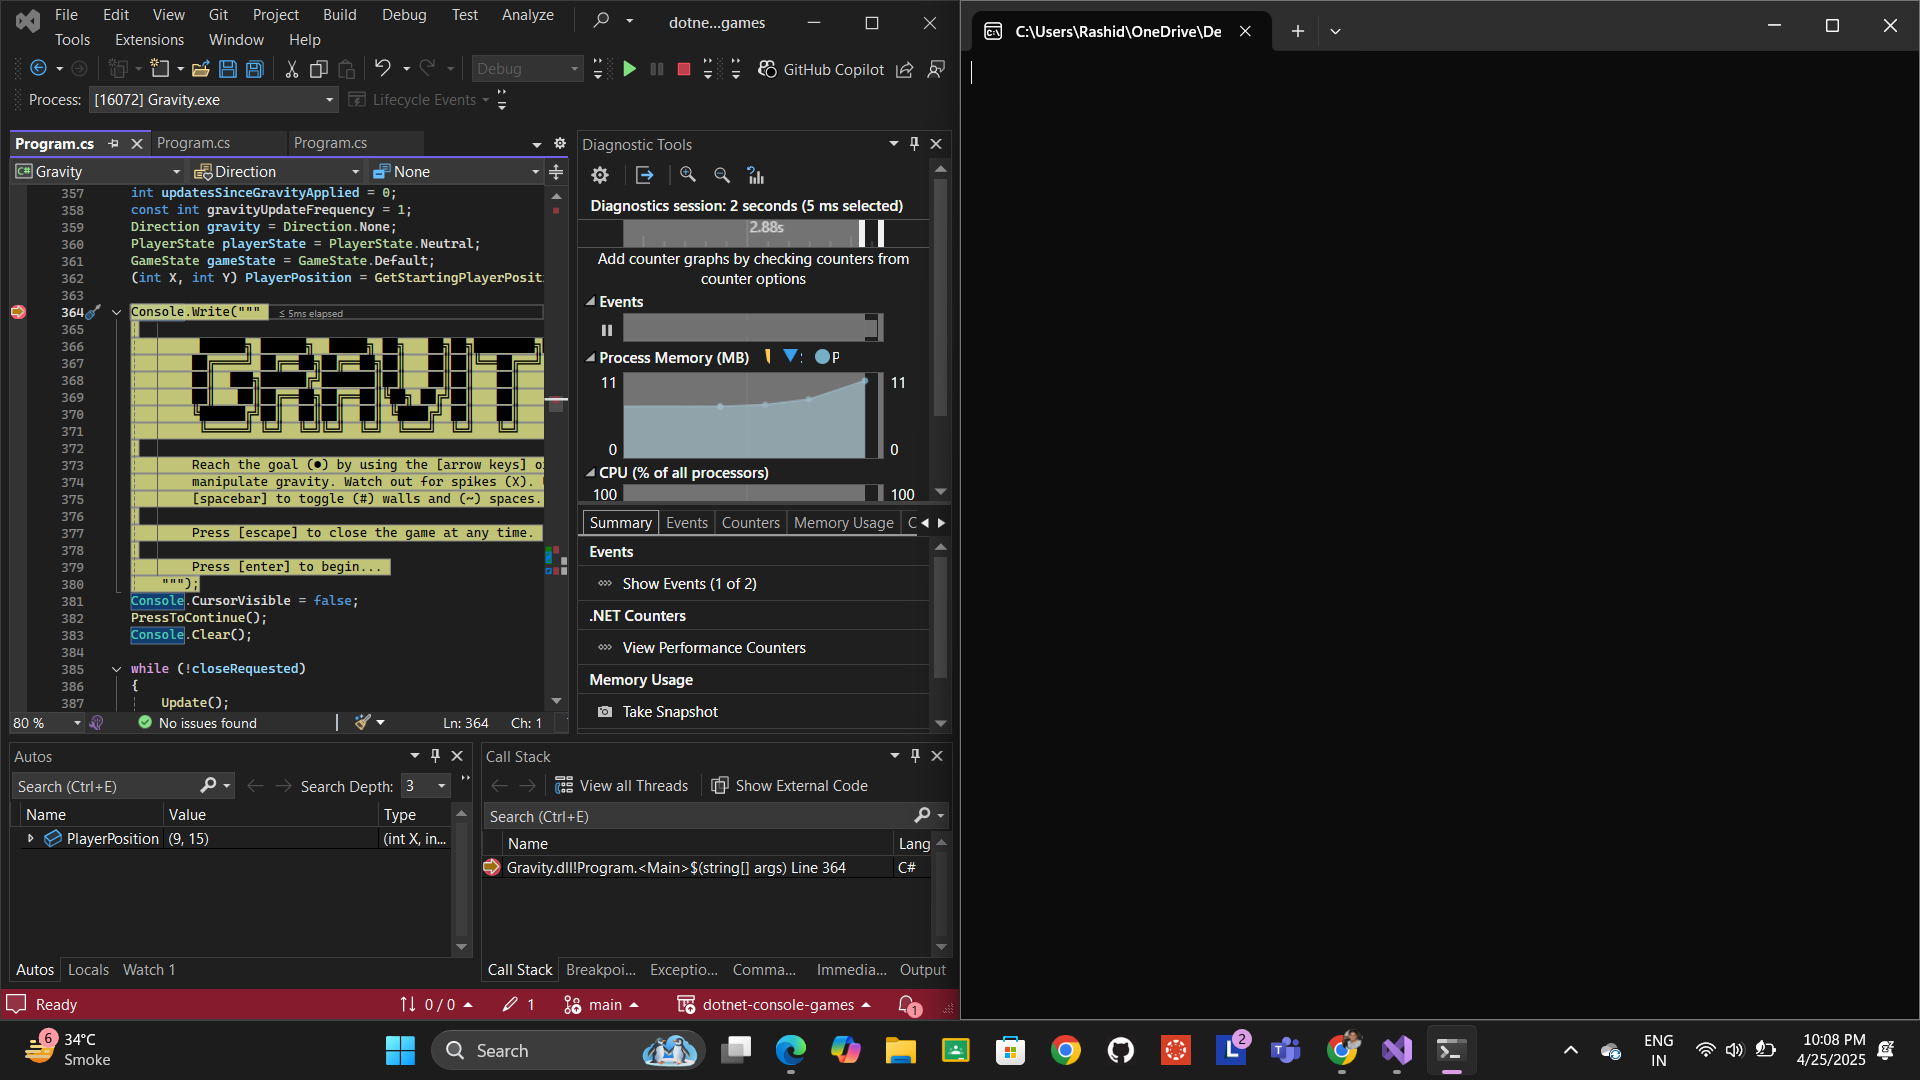 File Edit View Git Project Build Debug Test Analyze dotne...games
Tools Extensions Window Help
Debug GitHub Copilot
Process: [16072] Gravity.exe Lifecycle Events
Program.cs Program.cs Program.cs
C# Gravity Direction None
357 int updatesSinceGravityApplied = 0;
358 const int gravityUpdateFrequency = 1;
359 Direction gravity = Direction.None;
360 PlayerState playerState = PlayerState.Neutral;
361 GameState gameState = GameState.Default;
362 (int X, int Y) PlayerPosition = GetStartingPlayerPositi
363
364 Console.Write(""" ≤ 5ms elapsed
365
366
367
368 GRAVIT
369
370
371
372
373 Reach the goal (●) by using the [arrow keys] o
374 manipulate gravity. Watch out for spikes (X).
375 [spacebar] to toggle (#) walls and (~) spaces.
376
377 Press [escape] to close the game at any time.
378
379 Press [enter] to begin...
380 """);
381 Console.CursorVisible = false;
382 PressToContinue();
383 Console.Clear();
384
385 while (!closeRequested)
386 {
387 Update();
80 % No issues found Ln: 364 Ch: 1
Diagnostic Tools
Diagnostics session: 2 seconds (5 ms selected)
2.88s
Add counter graphs by checking counters from
counter options
Events
Process Memory (MB) P
11 11
0 0
CPU (% of all processors)
100 100
Summary Events Counters Memory Usage C
Events
Show Events (1 of 2)
.NET Counters
View Performance Counters
Memory Usage
Take Snapshot
Autos
Search (Ctrl+E) Search Depth: 3
Name Value Type
PlayerPosition (9, 15) (int X, in...
Autos Locals Watch 1
Call Stack
View all Threads Show External Code
Search (Ctrl+E)
Name Lang
Gravity.dll!Program.<Main>$(string[] args) Line 364 C#
Call Stack Breakpoi... Exceptio... Comma... Immedia... Output
Ready 0 / 0 1 main dotnet-console-games 1
C:\Users\Rashid\OneDrive\De
6 34°C
Smoke
Search
2
ENG
IN
10:08 PM
4/25/2025